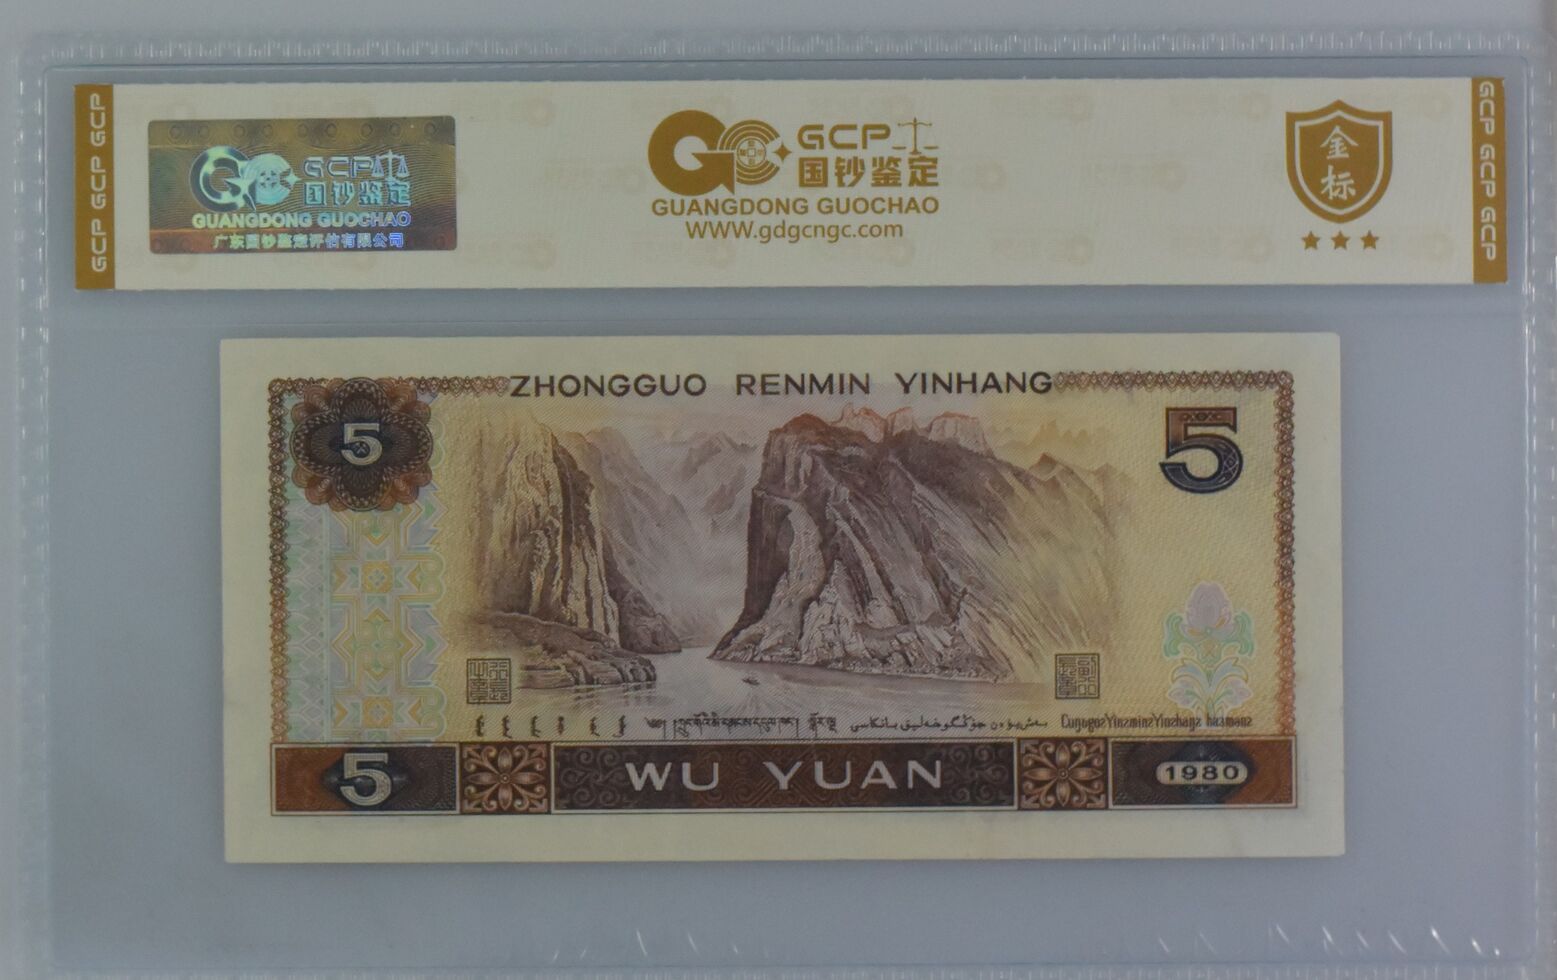 GCP GCP GCP
GCP
国钞鉴定
GUANGDONG GUOCHAO
广东国钞鉴定评估有限公司
GCP
国钞鉴定
GUANGDONG GUOCHAO
WWW.gdgcngc.com
金标
GCP GCP GCP
ZHONGGUO RENMIN YINHANG
5
5
5
WU YUAN
1980